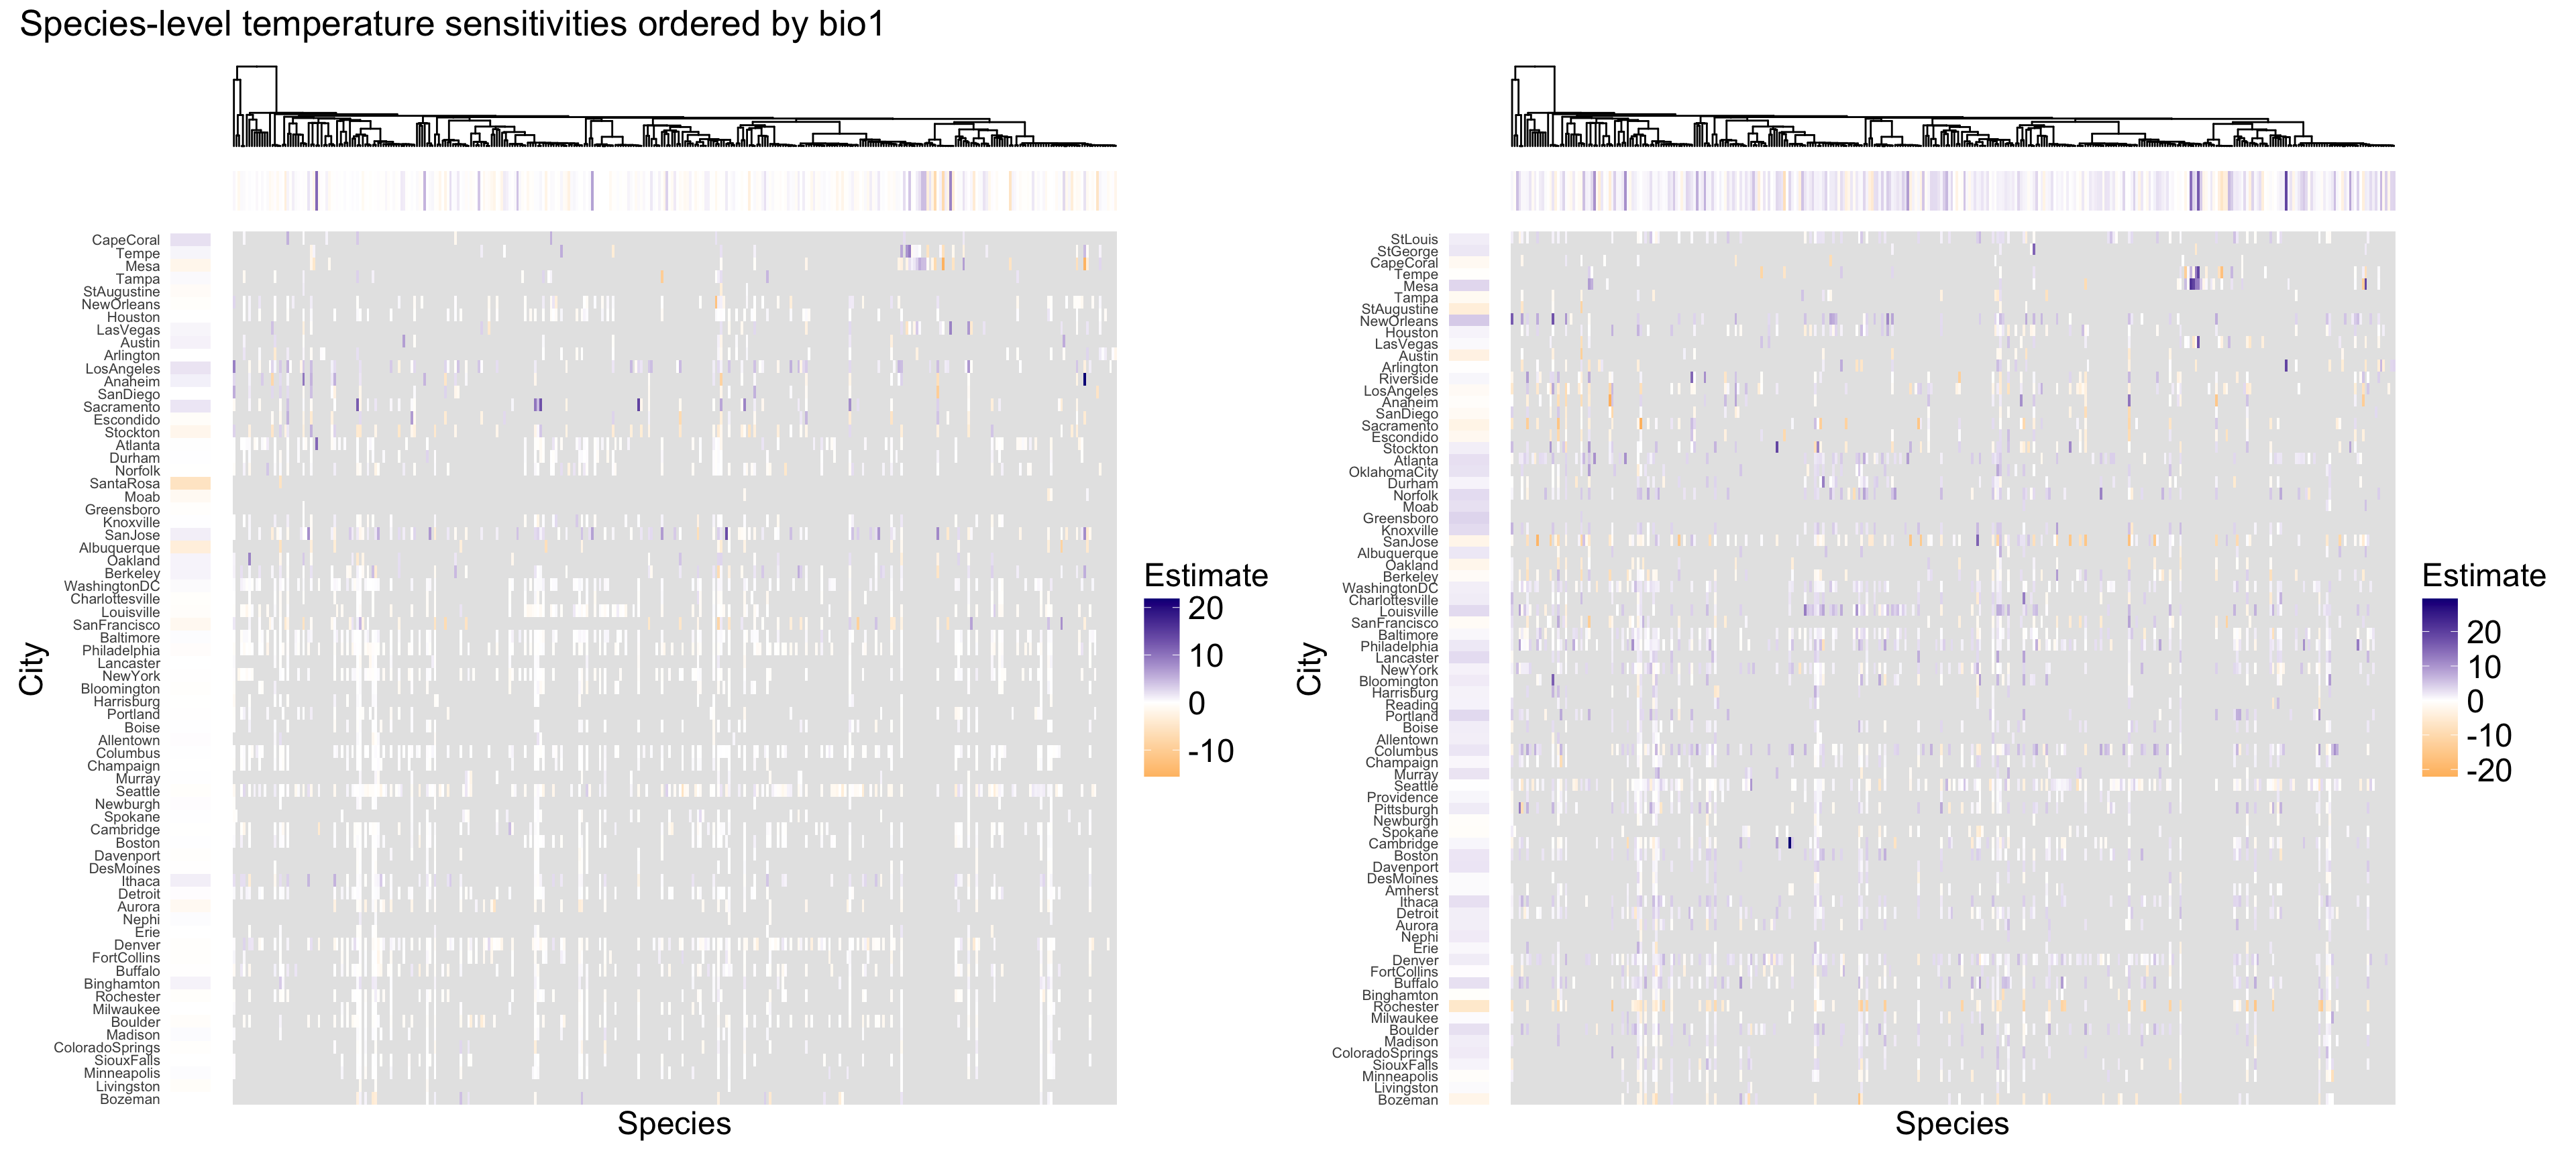 Species-level temperature sensitivities ordered by bio1
City
CapeCoral
Tempe
Mesa
Tampa
StAugustine
NewOrleans
Houston
LasVegas
Austin
Arlington
LosAngeles
Anaheim
SanDiego
Sacramento
Escondido
Stockton
Atlanta
Durham
Norfolk
SantaRosa
Moab
Greensboro
Knoxville
SanJose
Albuquerque
Oakland
Berkeley
WashingtonDC
Charlottesville
Louisville
SanFrancisco
Baltimore
Philadelphia
Lancaster
NewYork
Bloomington
Harrisburg
Portland
Boise
Allentown
Columbus
Champaign
Murray
Seattle
Newburgh
Spokane
Cambridge
Boston
Davenport
DesMoines
Ithaca
Detroit
Aurora
Nephi
Erie
Denver
FortCollins
Buffalo
Binghamton
Rochester
Milwaukee
Boulder
Madison
ColoradoSprings
SiouxFalls
Minneapolis
Livingston
Bozeman
Species
Estimate
20
10
0
-10
City
StLouis
StGeorge
CapeCoral
Tempe
Mesa
Tampa
StAugustine
NewOrleans
Houston
LasVegas
Austin
Arlington
Riverside
LosAngeles
Anaheim
SanDiego
Sacramento
Escondido
Stockton
Atlanta
OklahomaCity
Durham
Norfolk
Moab
Greensboro
Knoxville
SanJose
Albuquerque
Oakland
Berkeley
WashingtonDC
Charlottesville
Louisville
SanFrancisco
Baltimore
Philadelphia
Lancaster
NewYork
Bloomington
Harrisburg
Reading
Portland
Boise
Allentown
Columbus
Champaign
Murray
Seattle
Providence
Pittsburgh
Newburgh
Spokane
Cambridge
Boston
Davenport
DesMoines
Amherst
Ithaca
Detroit
Aurora
Nephi
Erie
Denver
FortCollins
Buffalo
Binghamton
Rochester
Milwaukee
Boulder
Madison
ColoradoSprings
SiouxFalls
Minneapolis
Livingston
Bozeman
Species
Estimate
20
10
0
-10
-20